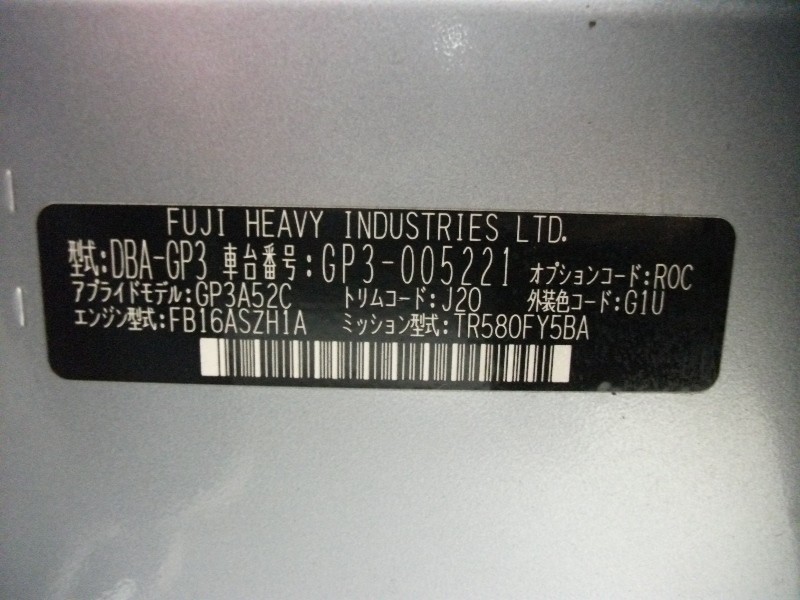 FUJI HEAVY INDUSTRIES LTD.
型式:DBA-GP3 車台番号:GP3-005221 オプションコード:ROC
アプライドモデル:GP3A52C トリムコード:J20 外装色コード:G1U
エンジン型式:FB16ASZH1A ミッション型式:TR580FY5BA